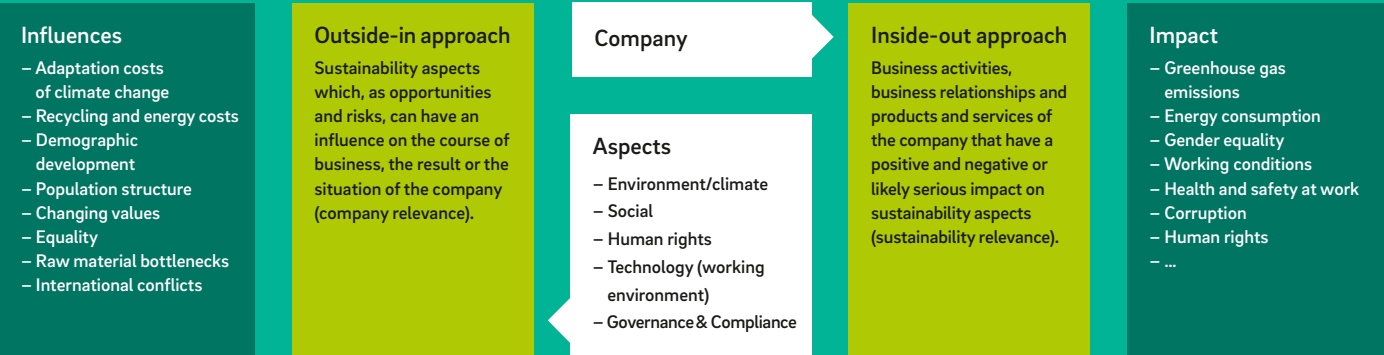 Influences
– Adaptation costs
of climate change
– Recycling and energy costs
– Demographic
development
– Population structure
– Changing values
– Equality
– Raw material bottlenecks
– International conflicts
Outside-in approach
Sustainability aspects
which, as opportunities
and risks, can have an
influence on the course of
business, the result or the
situation of the company
(company relevance).
Company
Aspects
– Environment/climate
– Social
– Human rights
– Technology (working
environment)
– Governance & Compliance
Inside-out approach
Business activities,
business relationships and
products and services of
the company that have a
positive and negative or
likely serious impact on
sustainability aspects
(sustainability relevance).
Impact
– Greenhouse gas
emissions
– Energy consumption
– Gender equality
– Working conditions
– Health and safety at work
– Corruption
– Human rights
– ...